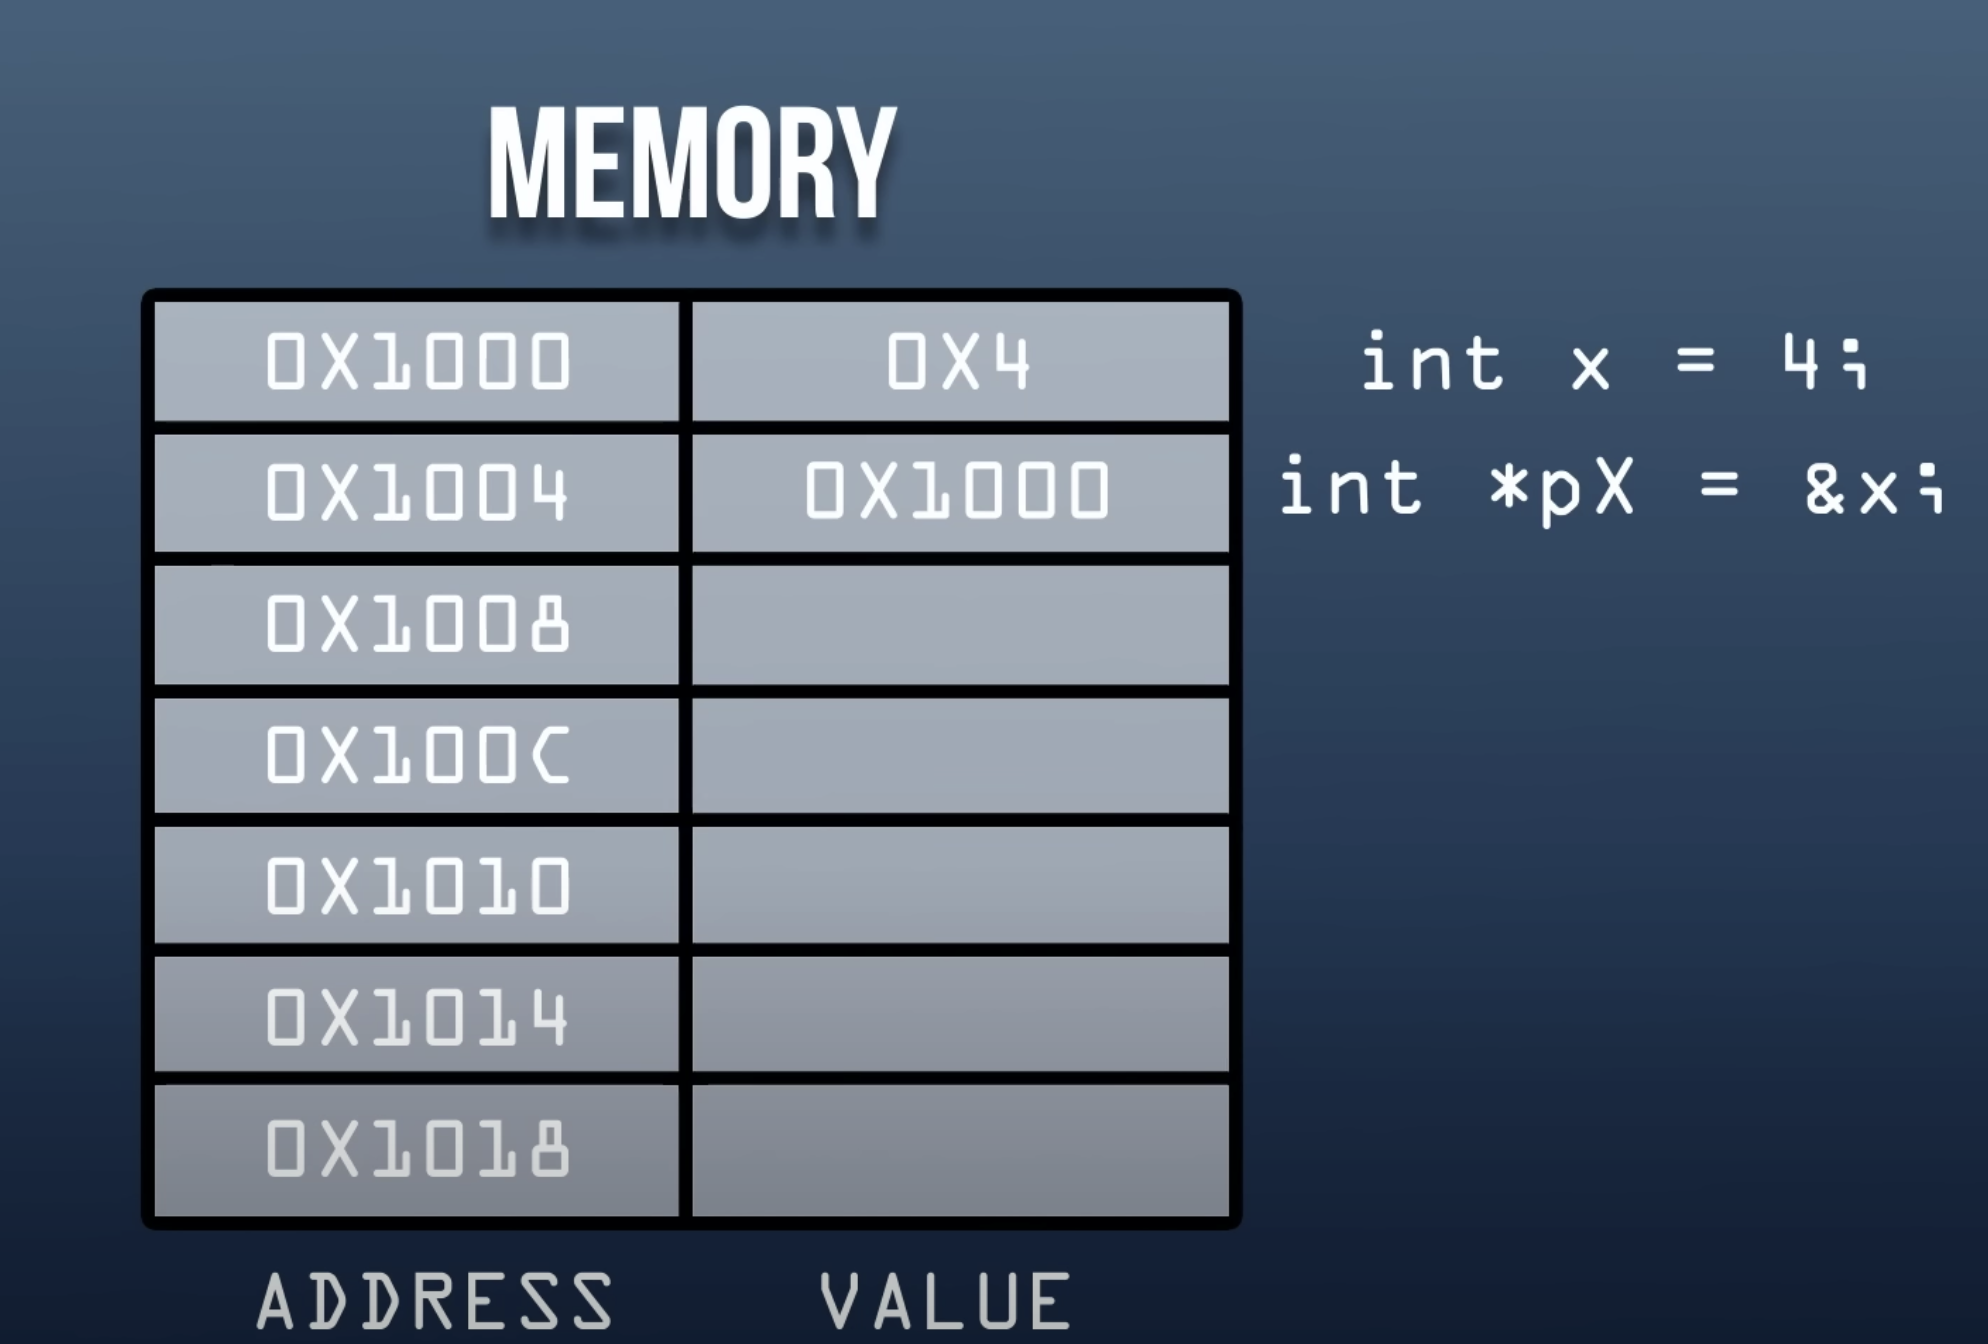 MEMORY
0X1000 0X4 int x = 4;
0X1004 0X1000 int *pX = &x;
0X1008
0X100C
0X1010
0X1014
0X1018
ADDRESS VALUE